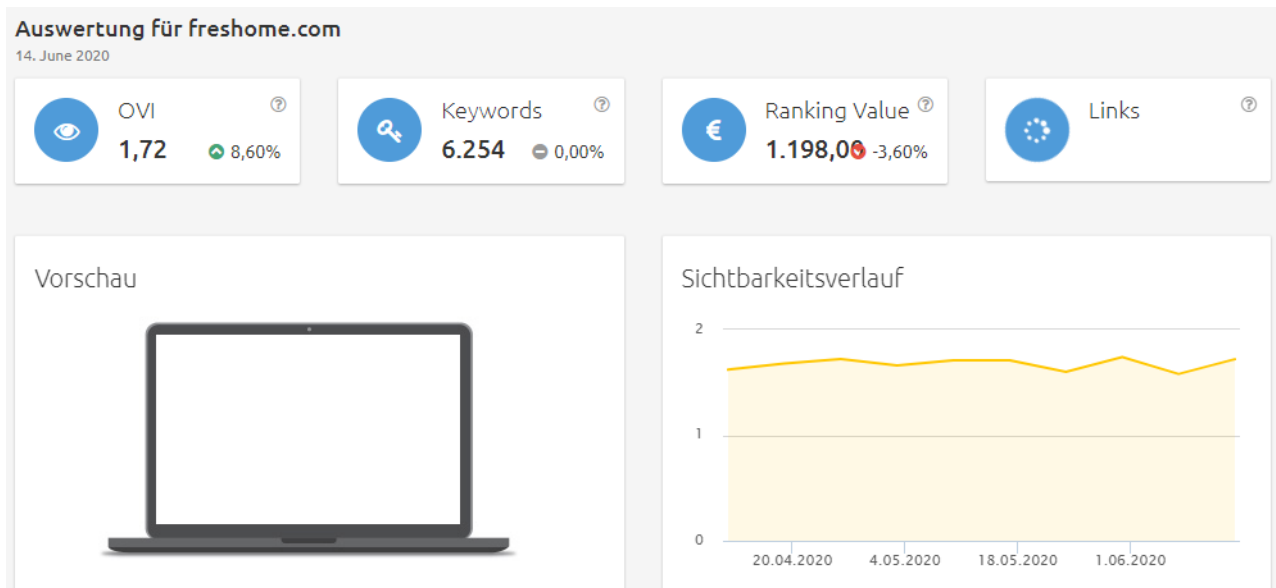 Auswertung für freshome.com
14. June 2020
OVI
1,72 8,60%
Keywords
6.254 0,00%
Ranking Value
-3,60%
Links
Vorschau
Sichtbarkeitsverlauf
2
1
0
20.04.2020 4.05.2020 18.05.2020 1.06.2020